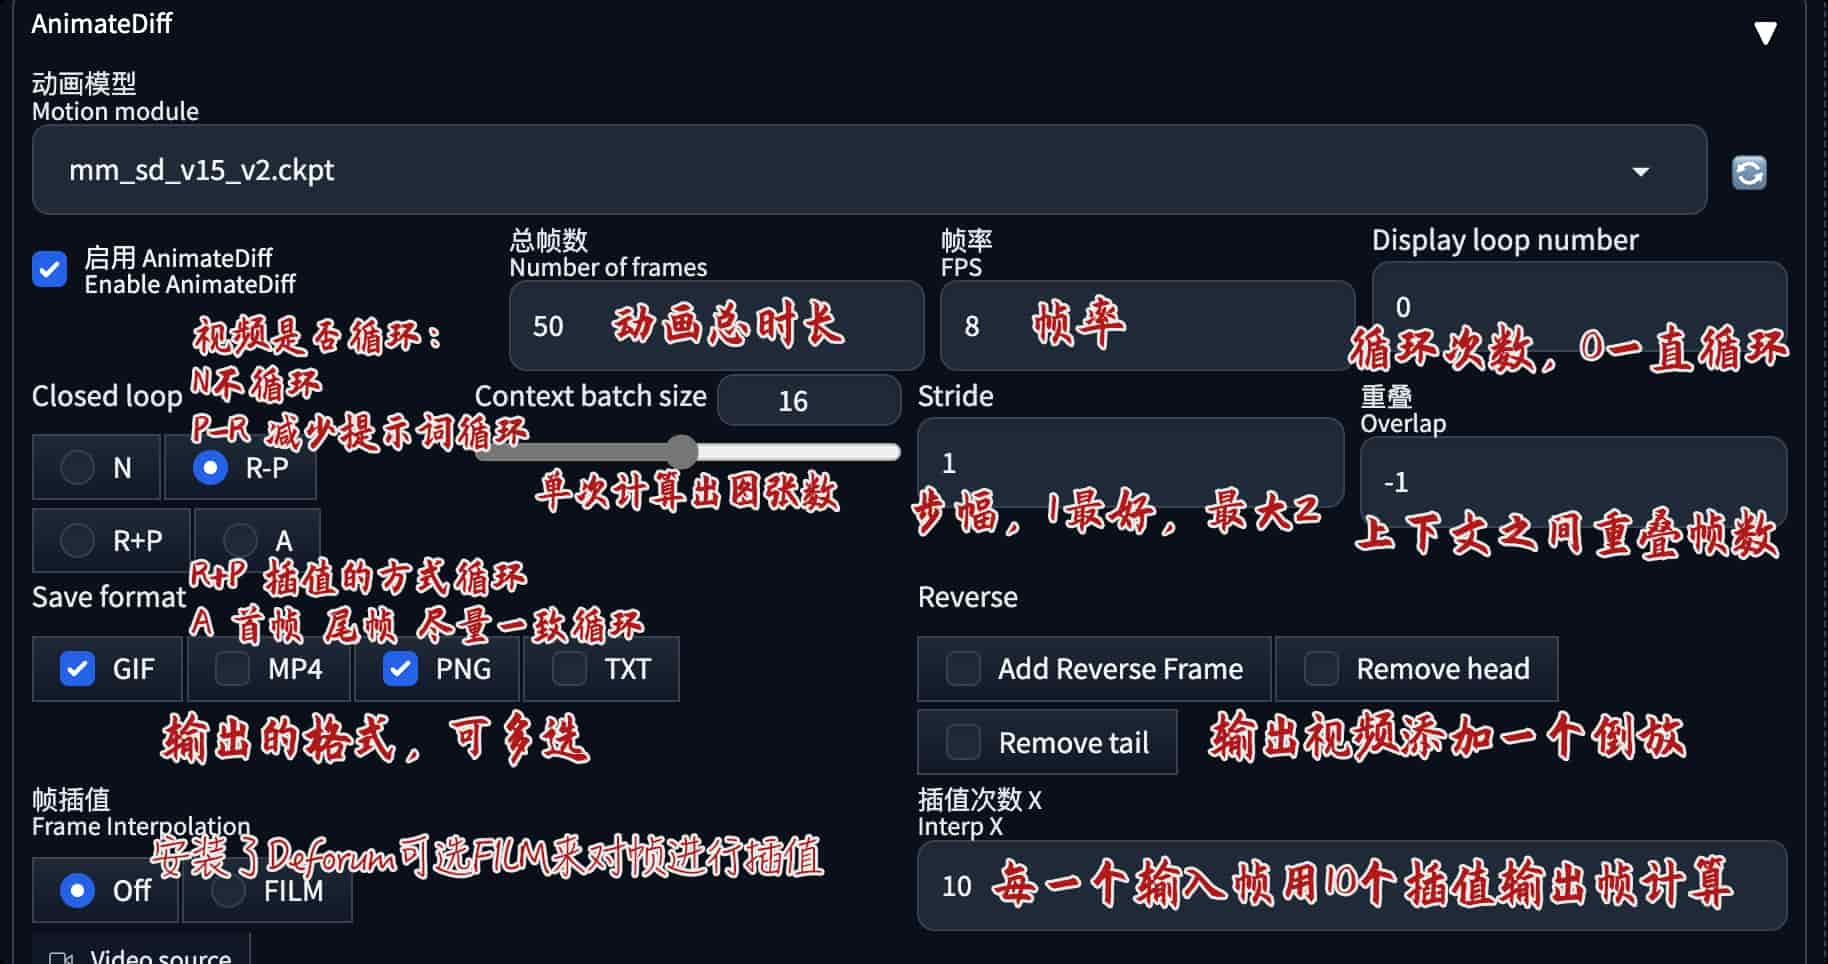 AnimateDiff
动画模型
Motion module
mm_sd_v15_v2.ckpt
启用 AnimateDiff
Enable AnimateDiff
总帧数
Number of frames
50 动画总时长
帧率
FPS
8 帧率
Display loop number
0
循环次数，0一直循环
视频是否循环：
N不循环
P-R 减少提示词循环
Closed loop
N
R-P
R+P
A
R+P 插值的方式循环
A 首帧 尾帧 尽量一致循环
Context batch size
16
单次计算出图张数
Stride
1
步幅，1最好，最大2
重叠
Overlap
-1
上下文之间重叠帧数
Save format
GIF
MP4
PNG
TXT
输出的格式，可多选
Reverse
Add Reverse Frame
Remove head
Remove tail
输出视频添加一个倒放
帧插值
Frame Interpolation
安装了Deforum可选FILM来对帧进行插值
Off
FILM
插值次数 X
Interp X
10 每一个输入帧用10个插值输出帧计算
Video source